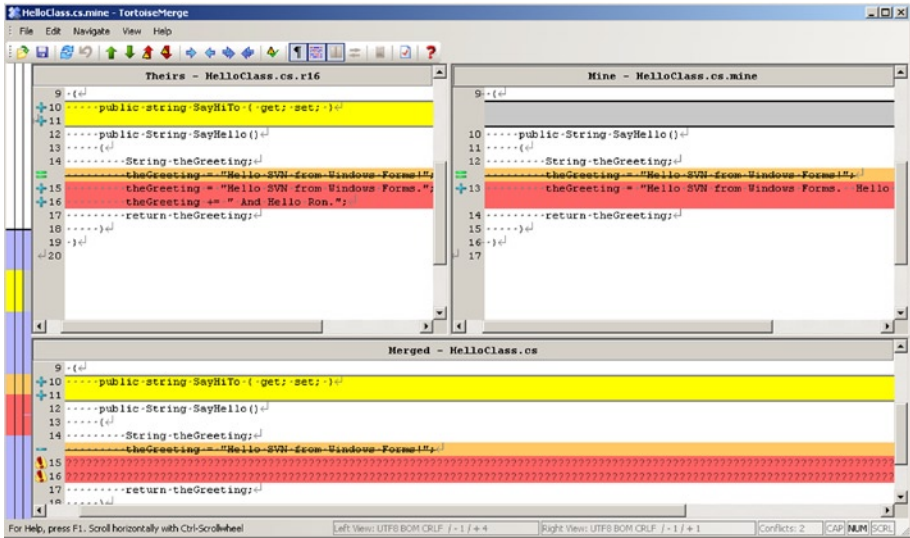 HelloClass.cs.mine - TortoiseMerge
File Edit Navigate View Help
Theirs - HelloClass.cs.r16
9 ·{↵
10 ·····public·string·SayHiTo·{·get;·set;·}↵
11
12 ·····public·String·SayHello()↵
13 ·····{↵
14 ·········String·theGreeting;↵
·········theGreeting·=·"Hello·SVN·from·Windows·Forms!";
15 theGreeting = "Hello SVN from Windows Forms.";
16 theGreeting += " And Hello Ron.";↵
17 ·········return·theGreeting;↵
18 ·····}↵
19 ·}↵
20
Mine - HelloClass.cs.mine
9 ·{↵
10 ·····public·String·SayHello()↵
11 ·····{↵
12 ·········String·theGreeting;↵
·········theGreeting·=·"Hello·SVN·from·Windows·Forms!";↵
13 theGreeting = "Hello SVN from Windows Forms. Hello
14 ·········return·theGreeting;↵
15 ·····}↵
16 ·}↵
17
Merged - HelloClass.cs
9 ·{↵
10 ·····public·string·SayHiTo·{·get;·set;·}↵
11
12 ·····public·String·SayHello()↵
13 ·····{↵
14 ·········String·theGreeting;↵
·········theGreeting·=·"Hello·SVN·from·Windows·Forms!";↵
15 ????????????????????????????????????????????????????????????????????????????????????????????????????
16 ????????????????????????????????????????????????????????????????????????????????????????????????????
17 ·········return·theGreeting;↵
18 ·····}↵
For Help, press F1. Scroll horizontally with Ctrl-Scrollwheel
Left View: UTF8 BOM CRLF / - 1 / + 4
Right View: UTF8 BOM CRLF / - 1 / + 1
Conflicts: 2
CAP NUM SCRL